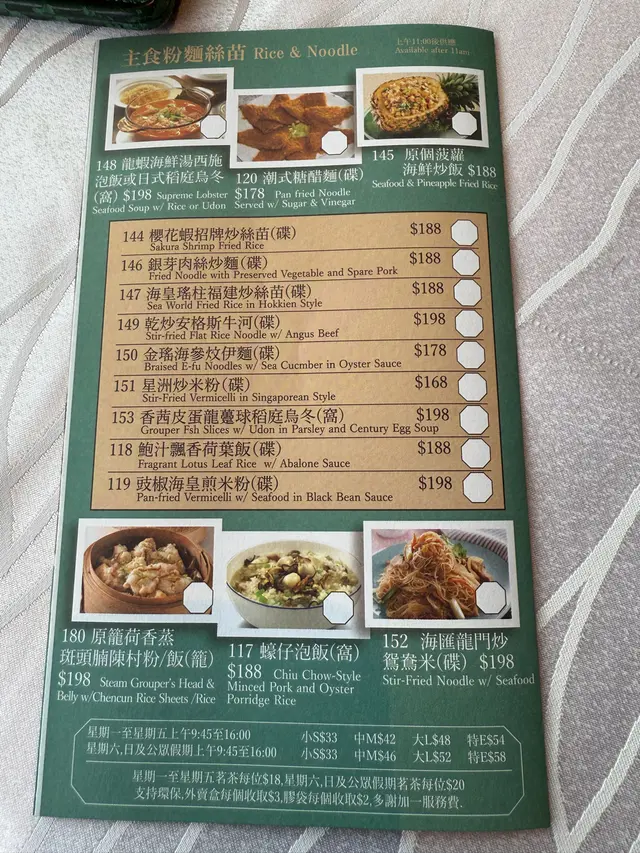 主食粉麵絲苗 Rice & Noodle
上午11:00後供應
Available after 11am
148 龍蝦海鮮湯西施
泡飯或日式稻庭烏冬
(窩) $198 Supreme Lobster
Seafood Soup w/ Rice or Udon
120 潮式糖醋麵(碟)
$178 Pan fried Noodle
Served w/ Sugar & Vinegar
145 原個菠蘿
海鮮炒飯 $188
Seafood & Pineapple Fried Rice
144 櫻花蝦招牌炒絲苗(碟) $188
Sakura Shrimp Fried Rice
146 銀芽肉絲炒麵(碟) $188
Fried Noodle with Preserved Vegetable and Spare Pork
147 海皇瑤柱福建炒絲苗(碟) $188
Sea World Fried Rice in Hokkien Style
149 乾炒安格斯牛河(碟) $198
Stir-fried Flat Rice Noodle w/ Angus Beef
150 金瑤海參炆伊麵(碟) $178
Braised E-fu Noodles w/ Sea Cucmber in Oyster Sauce
151 星洲炒米粉(碟) $168
Stir-Fried Vermicelli in Singaporean Style
153 香茜皮蛋龍躉球稻庭烏冬(窩) $198
Grouper Fsh Slices w/ Udon in Parsley and Century Egg Soup
118 鮑汁飄香荷葉飯(碟) $188
Fragrant Lotus Leaf Rice w/ Abalone Sauce
119 豉椒海皇煎米粉(碟) $198
Pan-fried Vermicelli w/ Seafood in Black Bean Sauce
180 原籠荷香蒸
斑頭腩陳村粉/飯(籠)
$198 Steam Grouper's Head &
Belly w/Chencun Rice Sheets /Rice
117 蠔仔泡飯(窩)
$188 Chiu Chow-Style
Minced Pork and Oyster
Porridge Rice
152 海匯龍門炒
鴛鴦米(碟) $198
Stir-Fried Noodle w/ Seafood
星期一至星期五上午9:45至16:00 小S$33 中M$42 大L$48 特E$54
星期六,日及公眾假期上午9:45至16:00 小S$33 中M$46 大L$52 特E$58
星期一至星期五茗茶每位$18,星期六,日及公眾假期茗茶每位$20
支持環保,外賣盒每個收取$3,膠袋每個收取$2,多謝加一服務費.